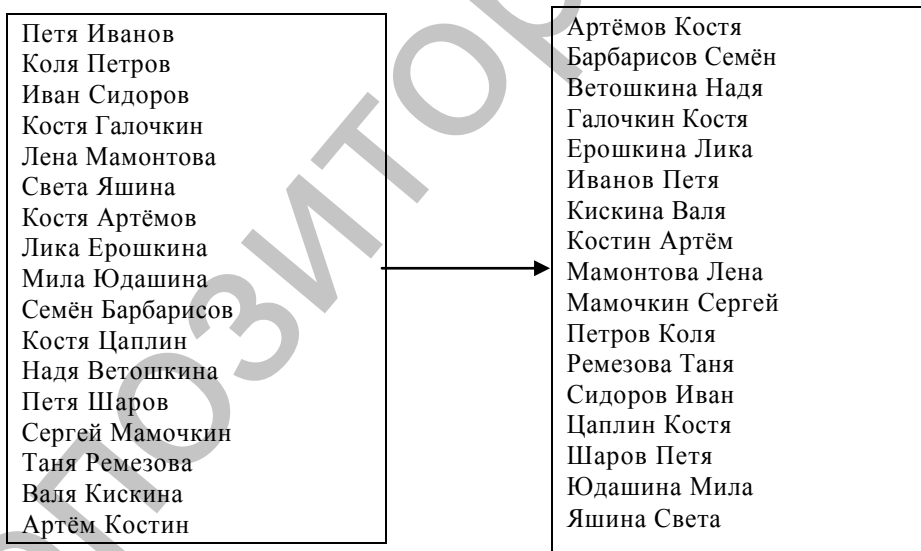 Петя Иванов
Коля Петров
Иван Сидоров
Костя Галочкин
Лена Мамонтова
Света Яшина
Костя Артёмов
Лика Ерошкина
Мила Юдашина
Семён Барбарисов
Костя Цаплин
Надя Ветошкина
Петя Шаров
Сергей Мамочкин
Таня Ремезова
Валя Кискина
Артём Костин
Артёмов Костя
Барбарисов Семён
Ветошкина Надя
Галочкин Костя
Ерошкина Лика
Иванов Петя
Кискина Валя
Костин Артём
Мамонтова Лена
Мамочкин Сергей
Петров Коля
Ремезова Таня
Сидоров Иван
Цаплин Костя
Шаров Петя
Юдашина Мила
Яшина Света